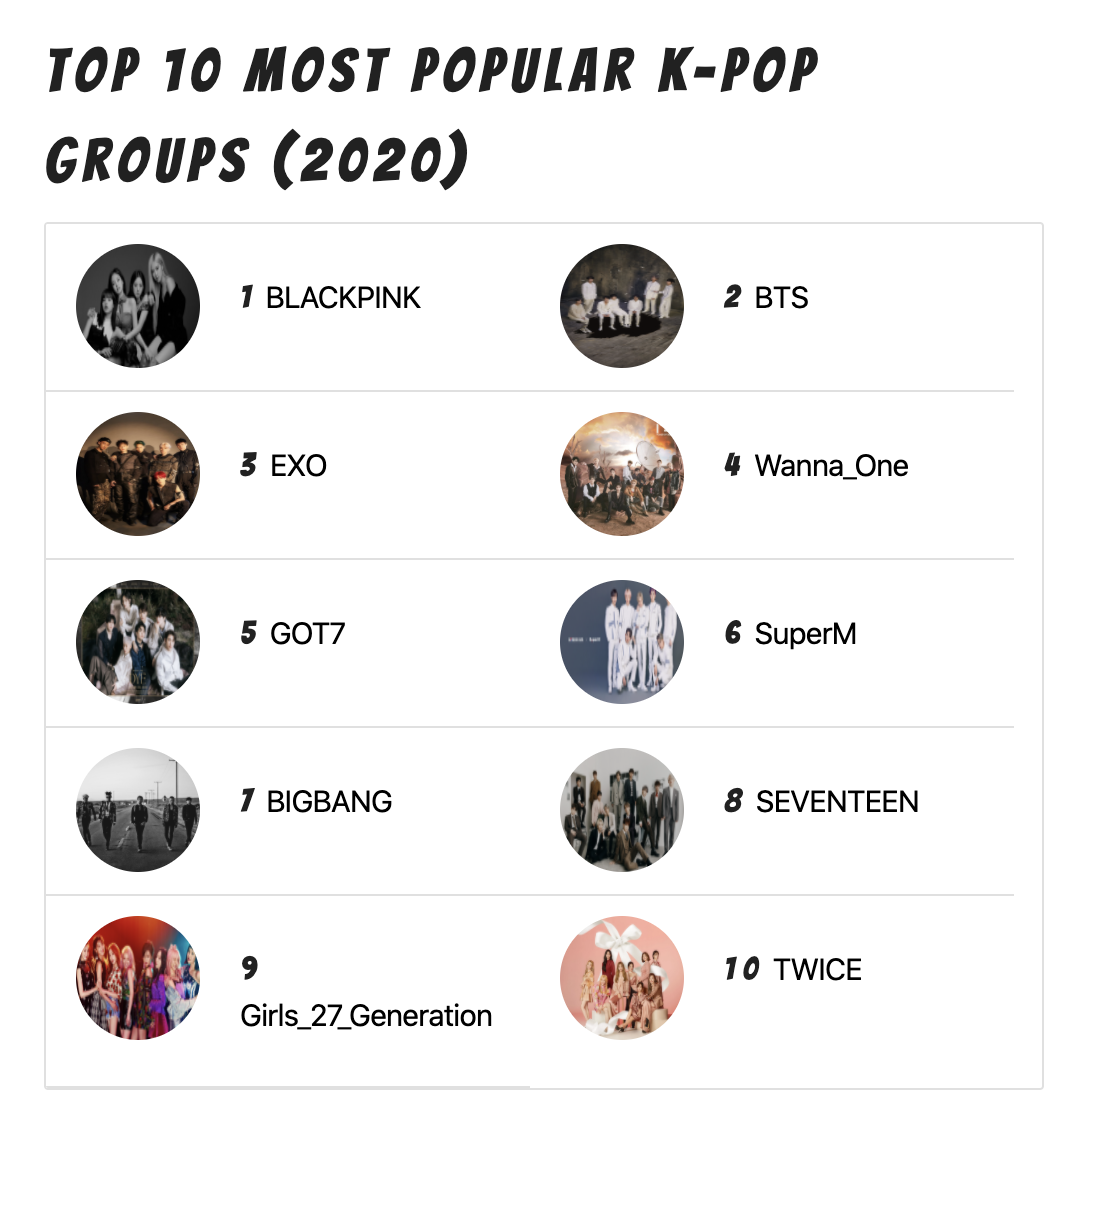 TOP 10 MOST POPULAR K-POP
GROUPS (2020)
1 BLACKPINK
2 BTS
3 EXO
4 Wanna_One
5 GOT7
6 SuperM
7 BIGBANG
8 SEVENTEEN
9
Girls_27_Generation
10 TWICE